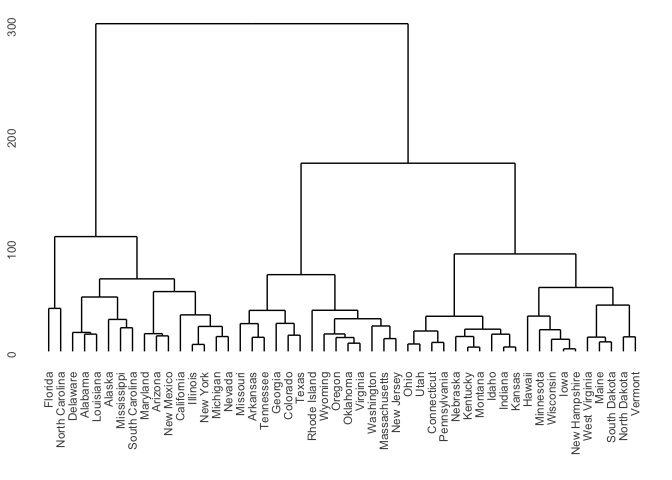 300
200
100
0
Florida
North Carolina
Delaware
Alabama
Louisiana
Alaska
Mississippi
South Carolina
Maryland
Arizona
New Mexico
California
Illinois
New York
Michigan
Nevada
Missouri
Arkansas
Tennessee
Georgia
Colorado
Texas
Rhode Island
Wyoming
Oregon
Oklahoma
Virginia
Washington
Massachusetts
New Jersey
Ohio
Utah
Connecticut
Pennsylvania
Nebraska
Kentucky
Montana
Idaho
Indiana
Kansas
Hawaii
Minnesota
Wisconsin
Iowa
New Hampshire
West Virginia
Maine
South Dakota
North Dakota
Vermont